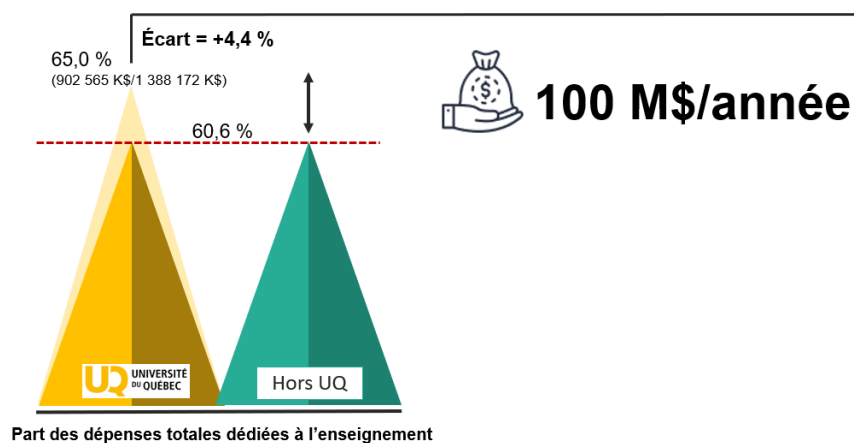 Écart = +4,4 %
65,0 %
(902 565 K$/1 388 172 K$)
60,6 %
$
100 M$/année
UQ UNIVERSITÉ
DU QUÉBEC
Hors UQ
Part des dépenses totales dédiées à l'enseignement